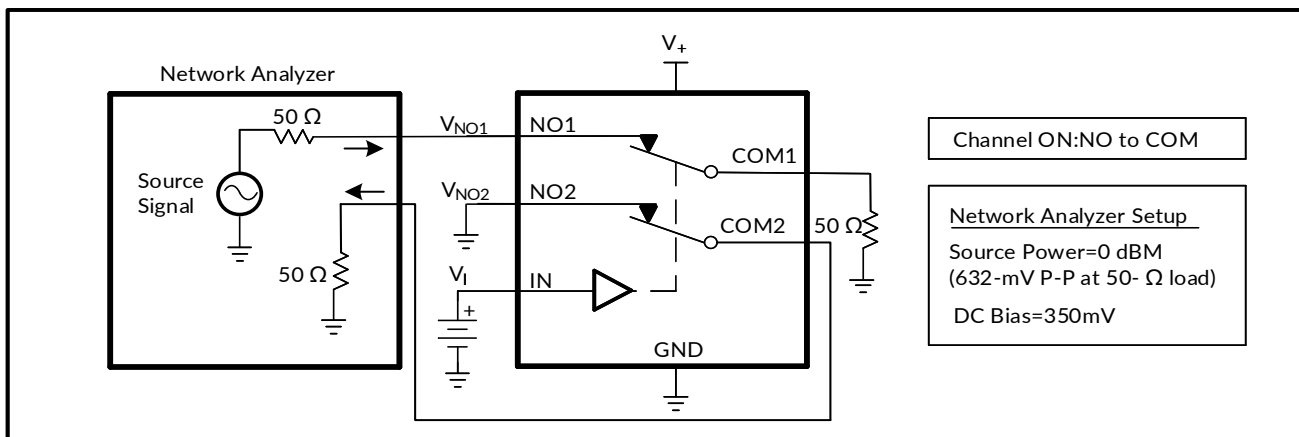 Network Analyzer
50 Ω
Source
Signal
50 Ω
V+
VNO1
NO1
COM1
VNO2
NO2
COM2
50 Ω
VI
IN
+
GND
Channel ON:NO to COM
Network Analyzer Setup
Source Power=0 dBM
(632-mV P-P at 50- Ω load)
DC Bias=350mV